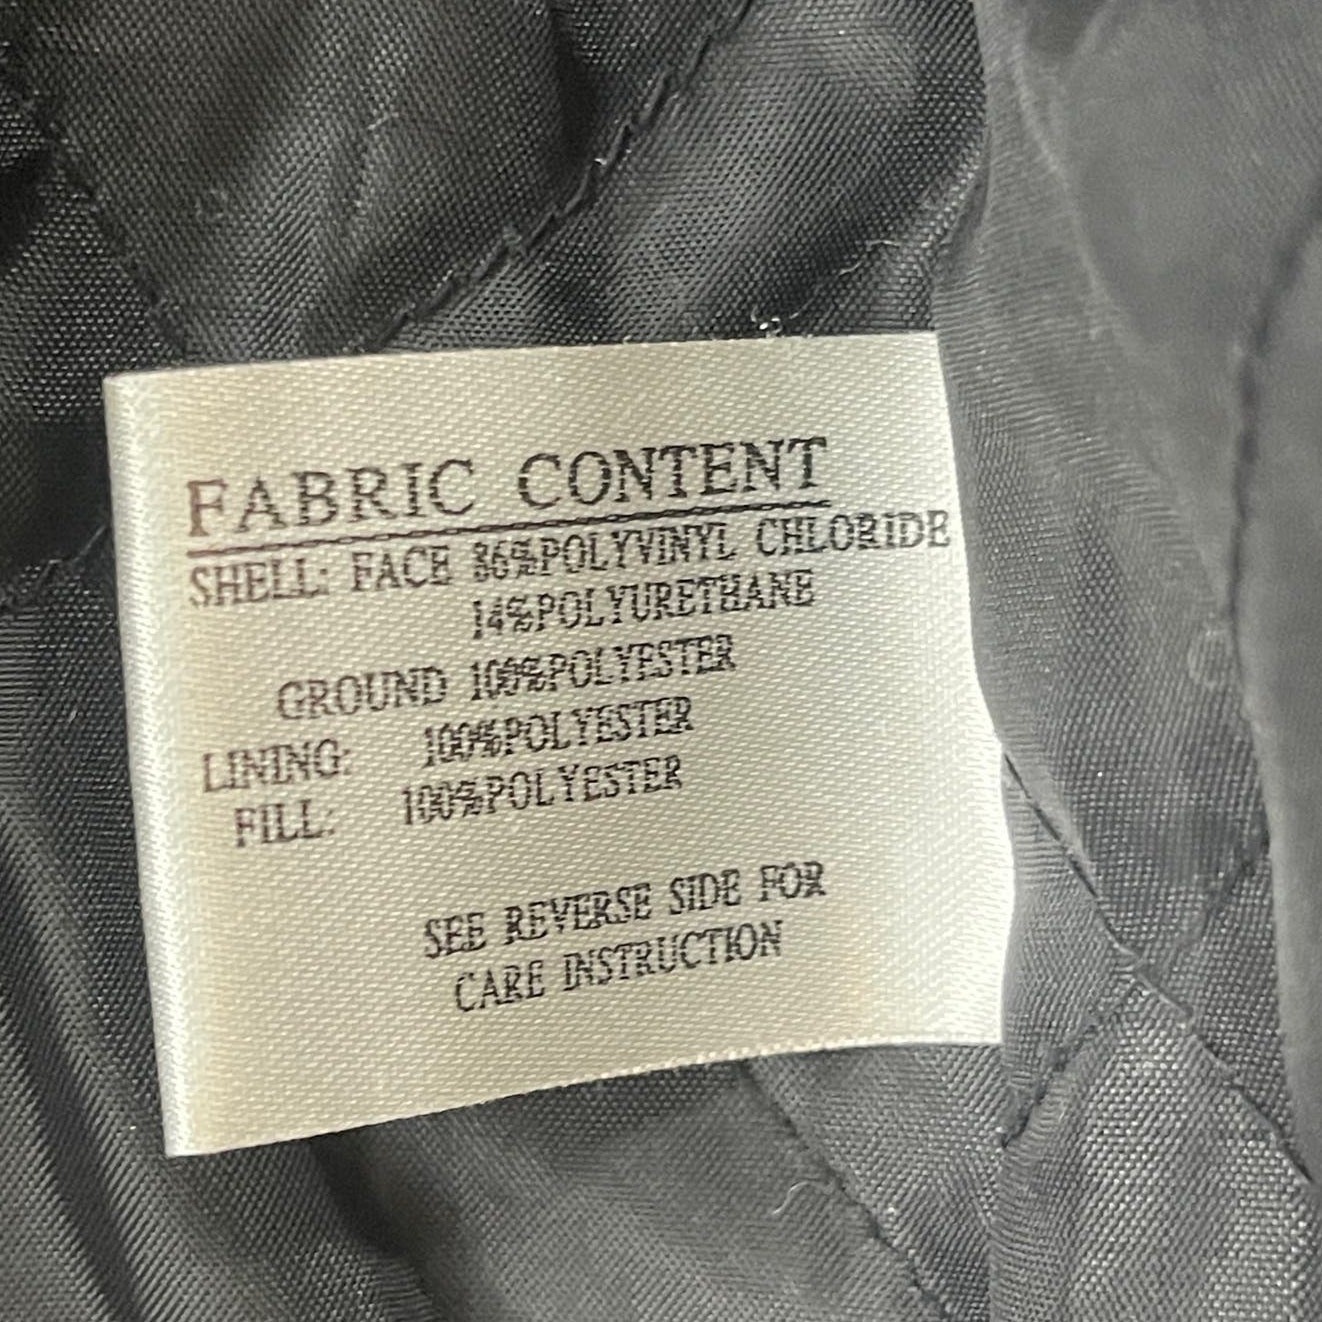 FABRIC CONTENT
SHELL: FACE 86%POLYVINYL CHLORIDE
14%POLYURETHANE
GROUND 100%POLYESTER
LINING: 100%POLYESTER
FILL: 100%POLYESTER
SEE REVERSE SIDE FOR
CARE INSTRUCTION